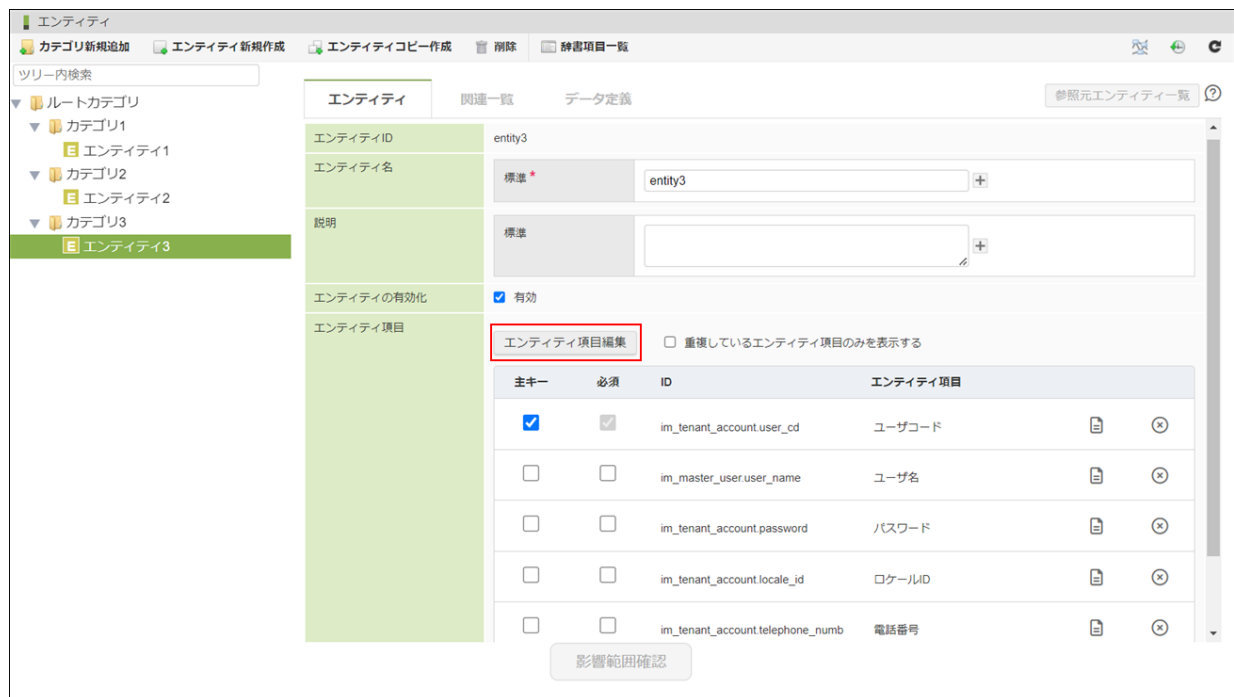 エンティティ
カテゴリ新規追加 エンティティ新規作成 エンティティコピー作成 削除 辞書項目一覧
ツリー内検索
ルートカテゴリ
カテゴリ1
E エンティティ1
カテゴリ2
E エンティティ2
カテゴリ3
E エンティティ3
エンティティ 関連一覧 データ定義 参照元エンティティ一覧 ?
エンティティID entity3
エンティティ名 標準* entity3 +
説明 標準 +
エンティティの有効化 有効
エンティティ項目 エンティティ項目編集 重複しているエンティティ項目のみを表示する
主キー 必須 ID エンティティ項目
im_tenant_account.user_cd ユーザコード
im_master_user.user_name ユーザ名
im_tenant_account.password パスワード
im_tenant_account.locale_id ロケールID
im_tenant_account.telephone_numb 電話番号
影響範囲確認